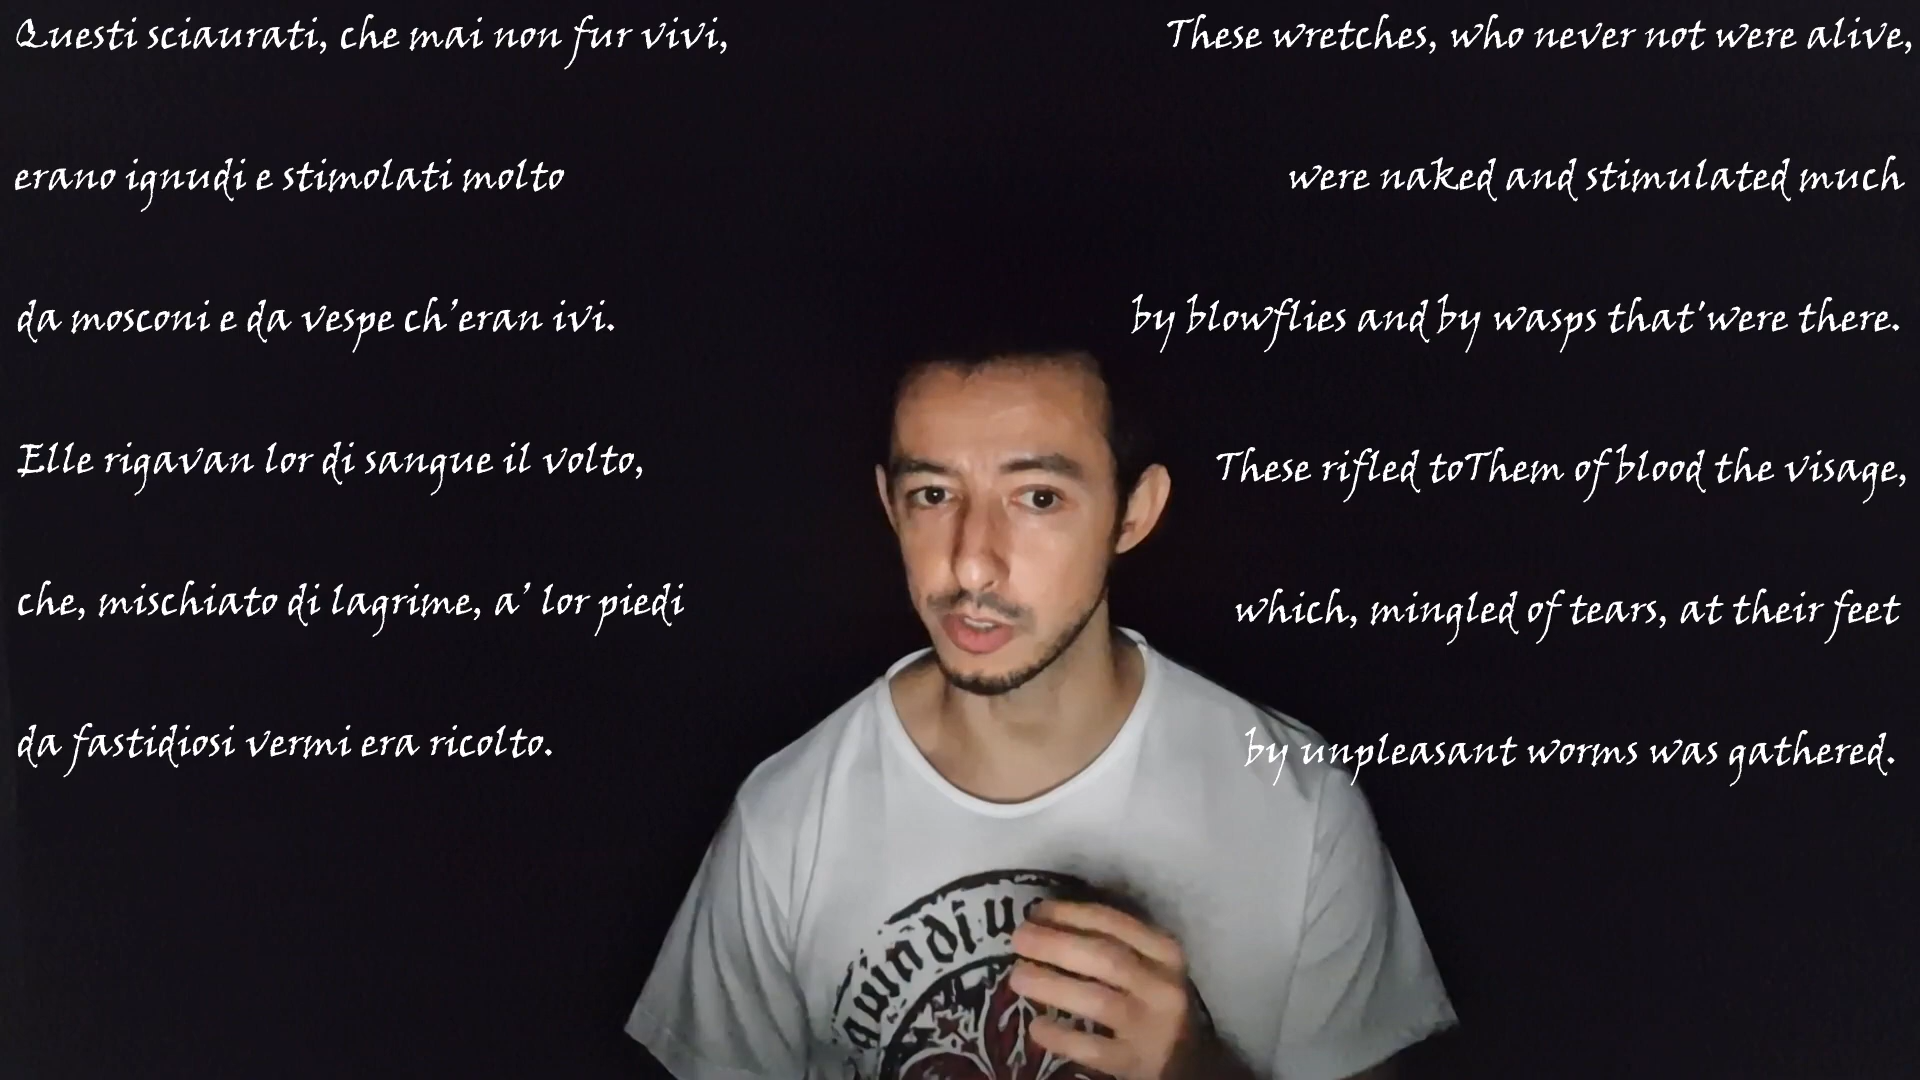 Questi sciaurati, che mai non fur vivi,
erano ignudi e stimolati molto
da mosconi e da vespe ch'eran ivi.
Elle rigavan lor di sangue il volto,
che, mischiato di lagrime, a' lor piedi
da fastidiosi vermi era ricolto.
These wretches, who never not were alive,
were naked and stimulated much
by blowflies and by wasps that'were there.
These rifled toThem of blood the visage,
which, mingled of tears, at their feet
by unpleasant worms was gathered.